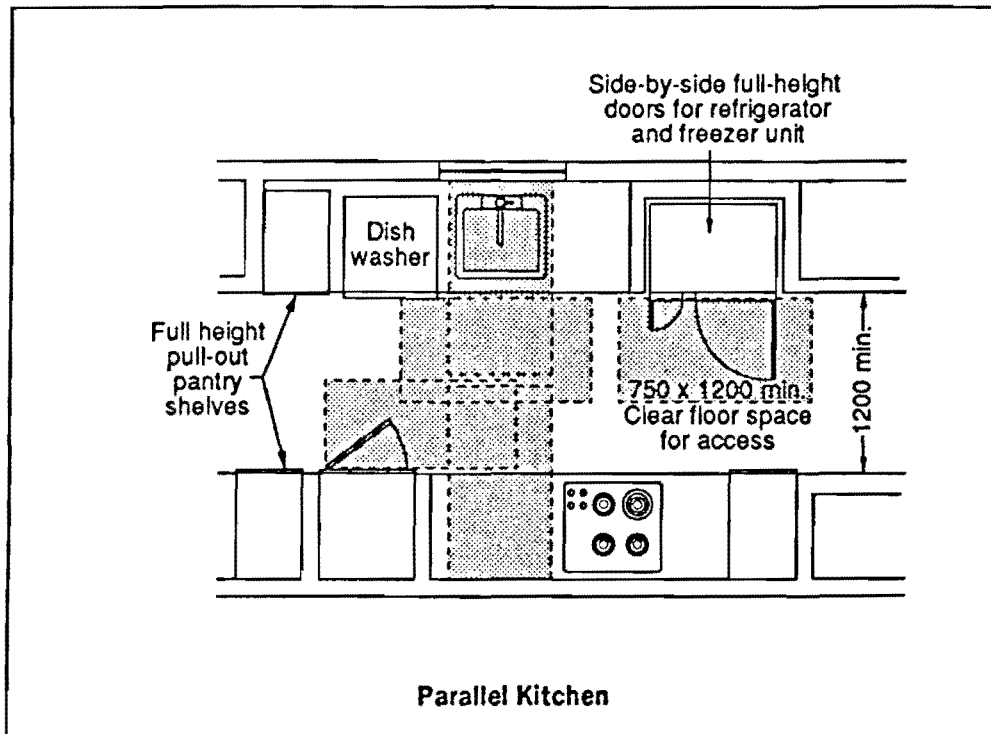 Side-by-side full-height
doors for refrigerator
and freezer unit
Dish
washer
Full height
pull-out
pantry
shelves
750 x 1200 min.
Clear floor space
for access
1200 min.
Parallel Kitchen